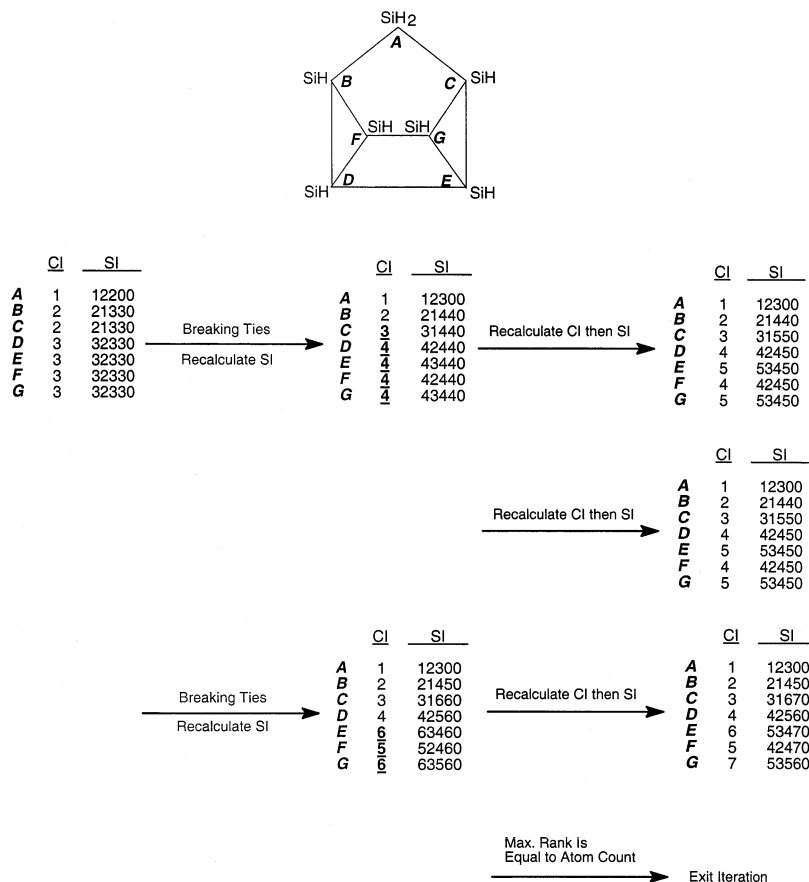 SiH2
A
SiH B C SiH
SiH SiH
F G
D E
SiH SiH
CI SI
A 1 12200
B 2 21330
C 2 21330
D 3 32330
E 3 32330
F 3 32330
G 3 32330
Breaking Ties
Recalculate SI
CI SI
A 1 12300
B 2 21440
C 3 31440
D 4 42440
E 4 43440
F 4 42440
G 4 43440
Recalculate CI then SI
CI SI
A 1 12300
B 2 21440
C 3 31550
D 4 42450
E 5 53450
F 4 42450
G 5 53450
Recalculate CI then SI
CI SI
A 1 12300
B 2 21440
C 3 31550
D 4 42450
E 5 53450
F 4 42450
G 5 53450
Breaking Ties
Recalculate SI
CI SI
A 1 12300
B 2 21450
C 3 31660
D 4 42560
E 6 63460
F 5 52460
G 6 63560
Recalculate CI then SI
CI SI
A 1 12300
B 2 21450
C 3 31670
D 4 42560
E 6 53470
F 5 42470
G 7 53560
Max. Rank Is
Equal to Atom Count
Exit Iteration